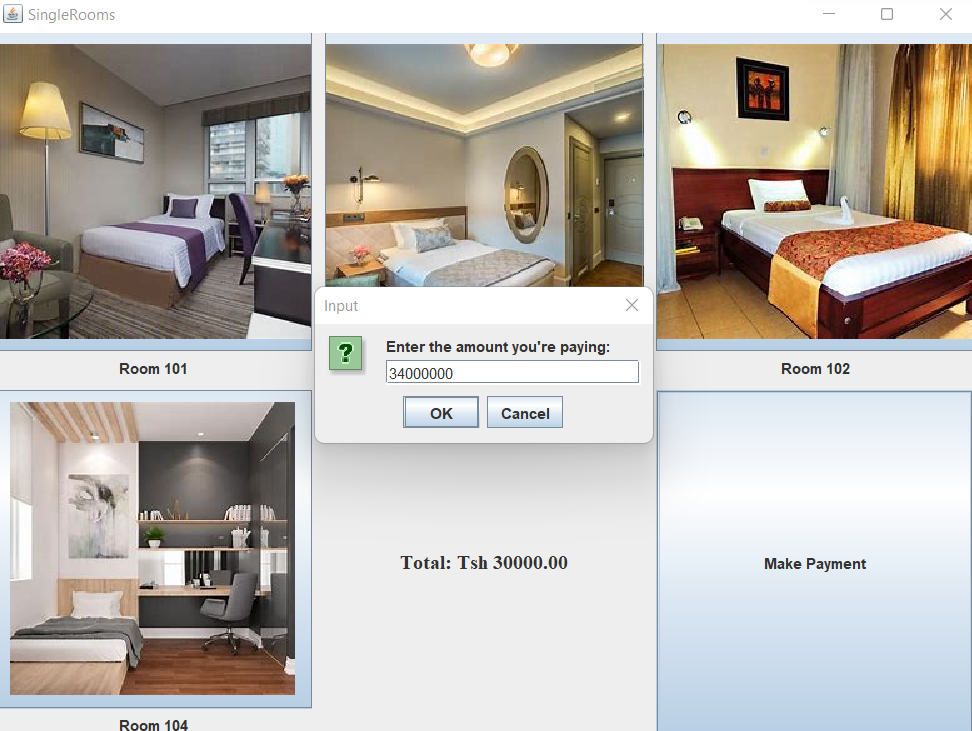 SingleRooms
Input
?
Enter the amount you're paying:
34000000
OK
Cancel
Room 101
Room 102
Total: Tsh 30000.00
Make Payment
Room 104